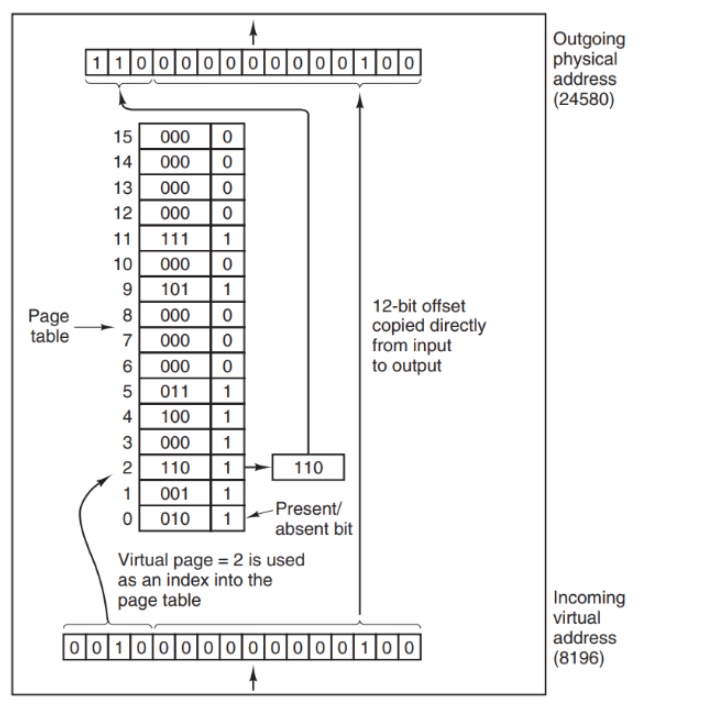 Outgoing
physical
address
(24580)
1 1 0 0 0 0 0 0 0 0 0 0 1 0 0
15 000 0
14 000 0
13 000 0
12 000 0
11 111 1
10 000 0
9 101 1
8 000 0
7 000 0
6 000 0
5 011 1
4 100 1
3 000 1
2 110 1
1 001 1
0 010 1
Page
table
110
Present/
absent bit
12-bit offset
copied directly
from input
to output
Virtual page = 2 is used
as an index into the
page table
0 0 1 0 0 0 0 0 0 0 0 0 0 1 0 0
Incoming
virtual
address
(8196)